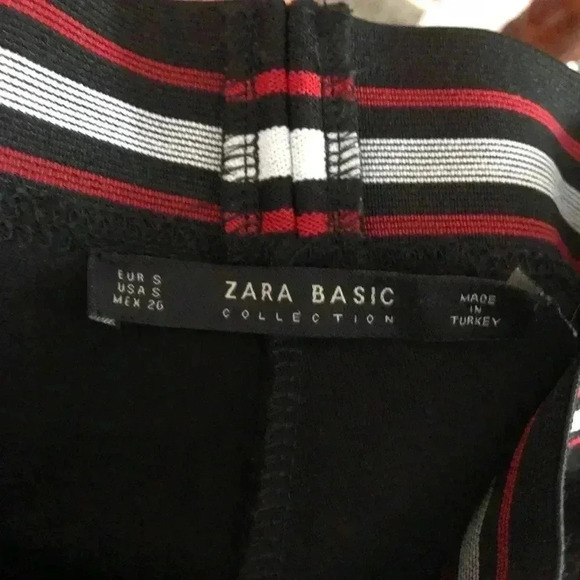 EUR S
USA S
MEX 26
ZARA BASIC
COLLECTION
MADE
IN
TURKEY